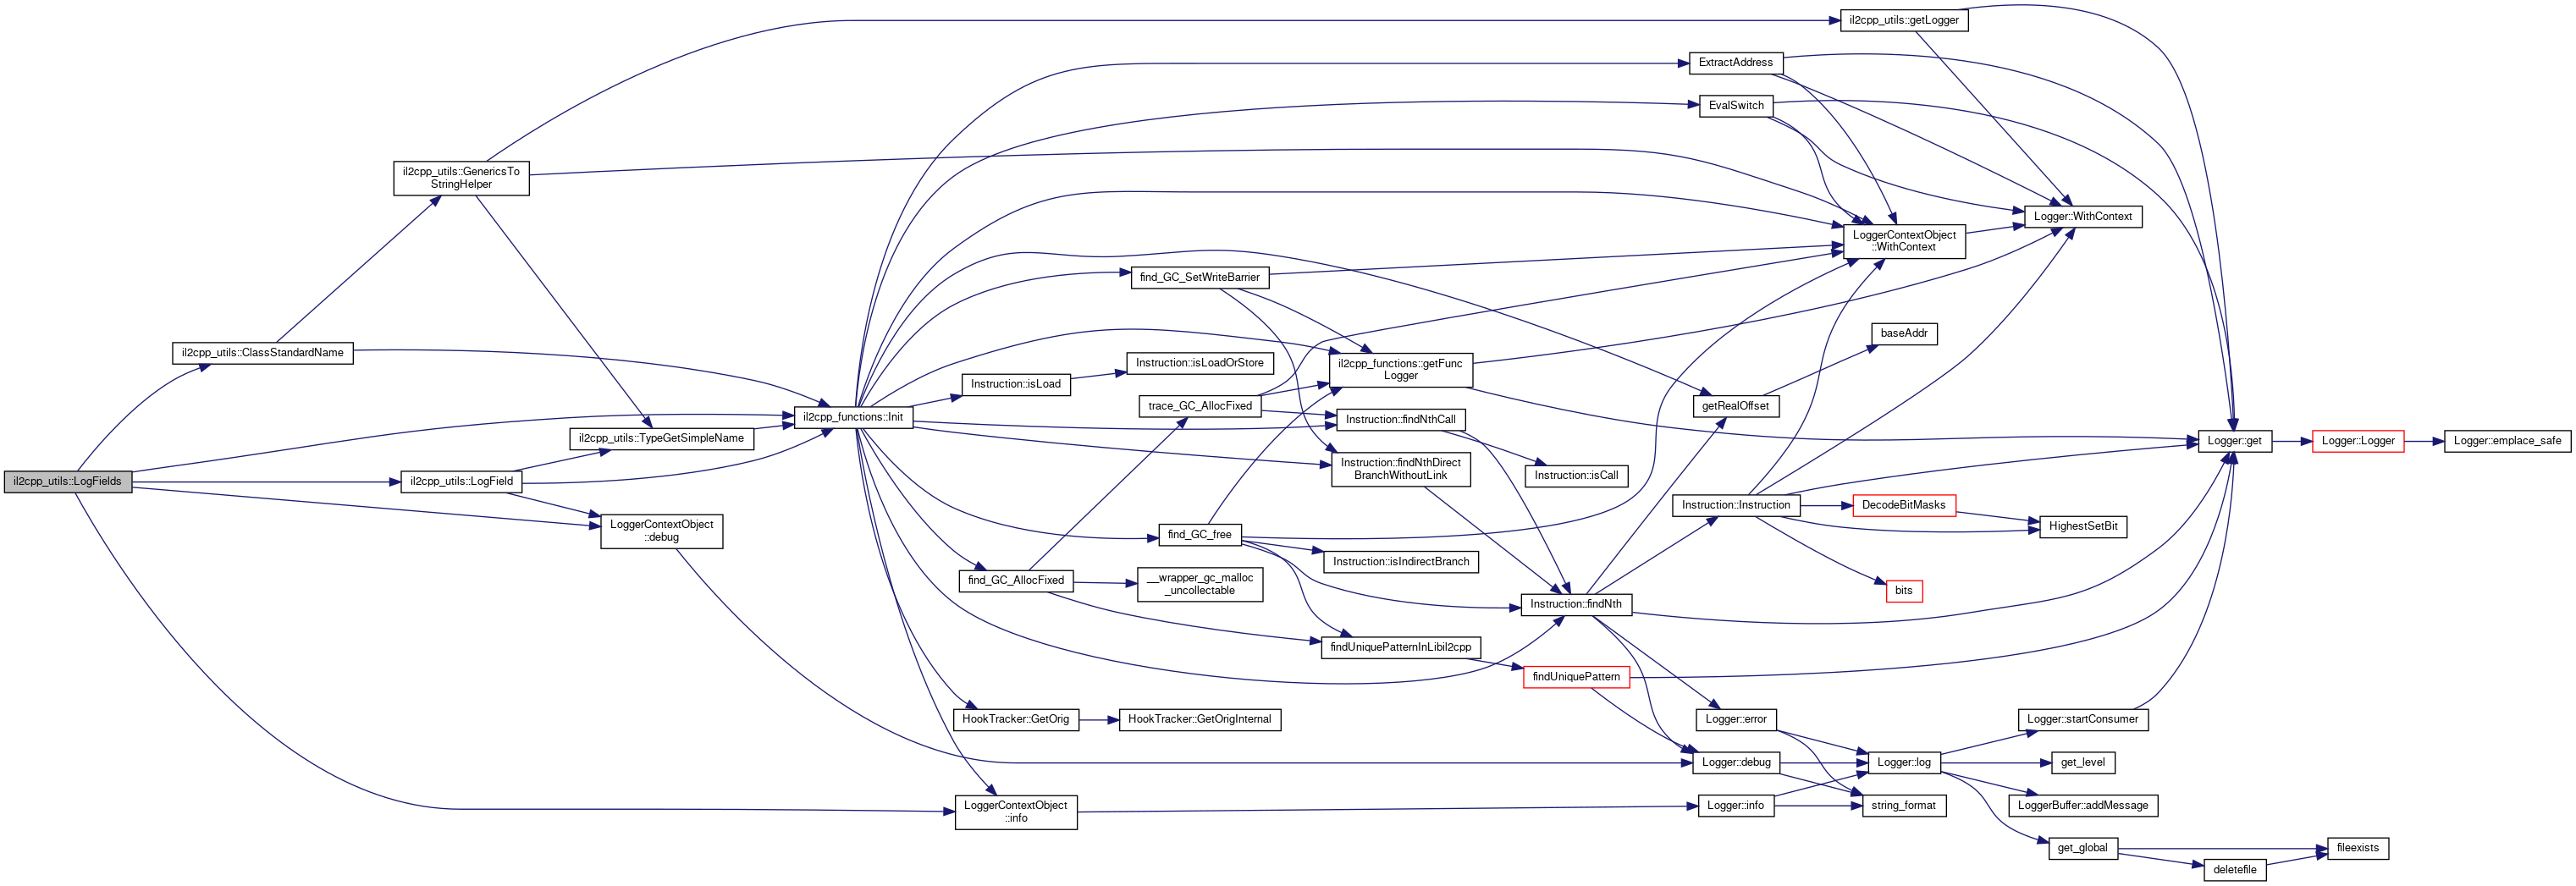 il2cpp_utils::LogFields
il2cpp_utils::ClassStandardName
il2cpp_utils::GenericsTo
StringHelper
il2cpp_utils::LogField
il2cpp_utils::TypeGetSimpleName
LoggerContextObject
::debug
il2cpp_functions::Init
Instruction::isLoad
find_GC_AllocFixed
HookTracker::GetOrig
LoggerContextObject
::info
find_GC_SetWriteBarrier
Instruction::isLoadOrStore
trace_GC_AllocFixed
find_GC_free
__wrapper_gc_malloc
_uncollectable
HookTracker::GetOrigInternal
il2cpp_functions::getFunc
Logger
Instruction::findNthCall
Instruction::findNthDirect
BranchWithoutLink
Instruction::isIndirectBranch
findUniquePatternInLibil2cpp
Instruction::isCall
Instruction::findNth
findUniquePattern
ExtractAddress
EvalSwitch
getRealOffset
Instruction::Instruction
Logger::error
Logger::debug
Logger::info
il2cpp_utils::getLogger
LoggerContextObject
::WithContext
baseAddr
DecodeBitMasks
bits
Logger::log
string_format
Logger::WithContext
HighestSetBit
Logger::startConsumer
get_level
LoggerBuffer::addMessage
get_global
Logger::get
deletefile
Logger::Logger
fileexists
Logger::emplace_safe